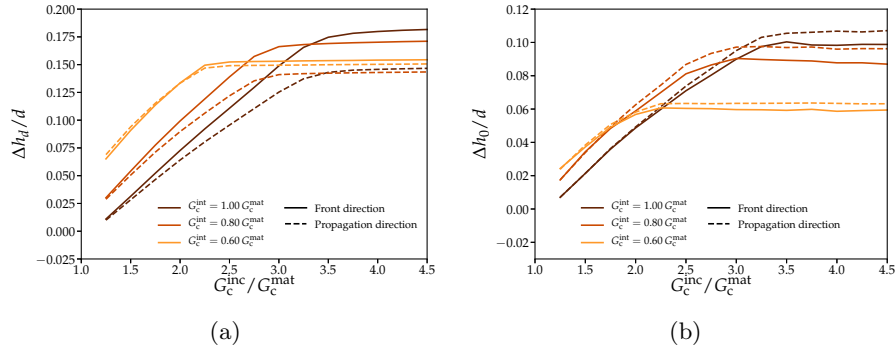 0.200
0.175
0.150
0.125
0.100
0.075
0.050
0.025
0.000
−0.025
Δh_d/d
1.0 1.5 2.0 2.5 3.0 3.5 4.0 4.5
G_c^inc/G_c^mat
G_c^int = 1.00 G_c^mat
G_c^int = 0.80 G_c^mat
G_c^int = 0.60 G_c^mat
Front direction
Propagation direction
(a)
0.12
0.10
0.08
0.06
0.04
0.02
0.00
−0.02
Δh_0/d
1.0 1.5 2.0 2.5 3.0 3.5 4.0 4.5
G_c^inc/G_c^mat
G_c^int = 1.00 G_c^mat
G_c^int = 0.80 G_c^mat
G_c^int = 0.60 G_c^mat
Front direction
Propagation direction
(b)